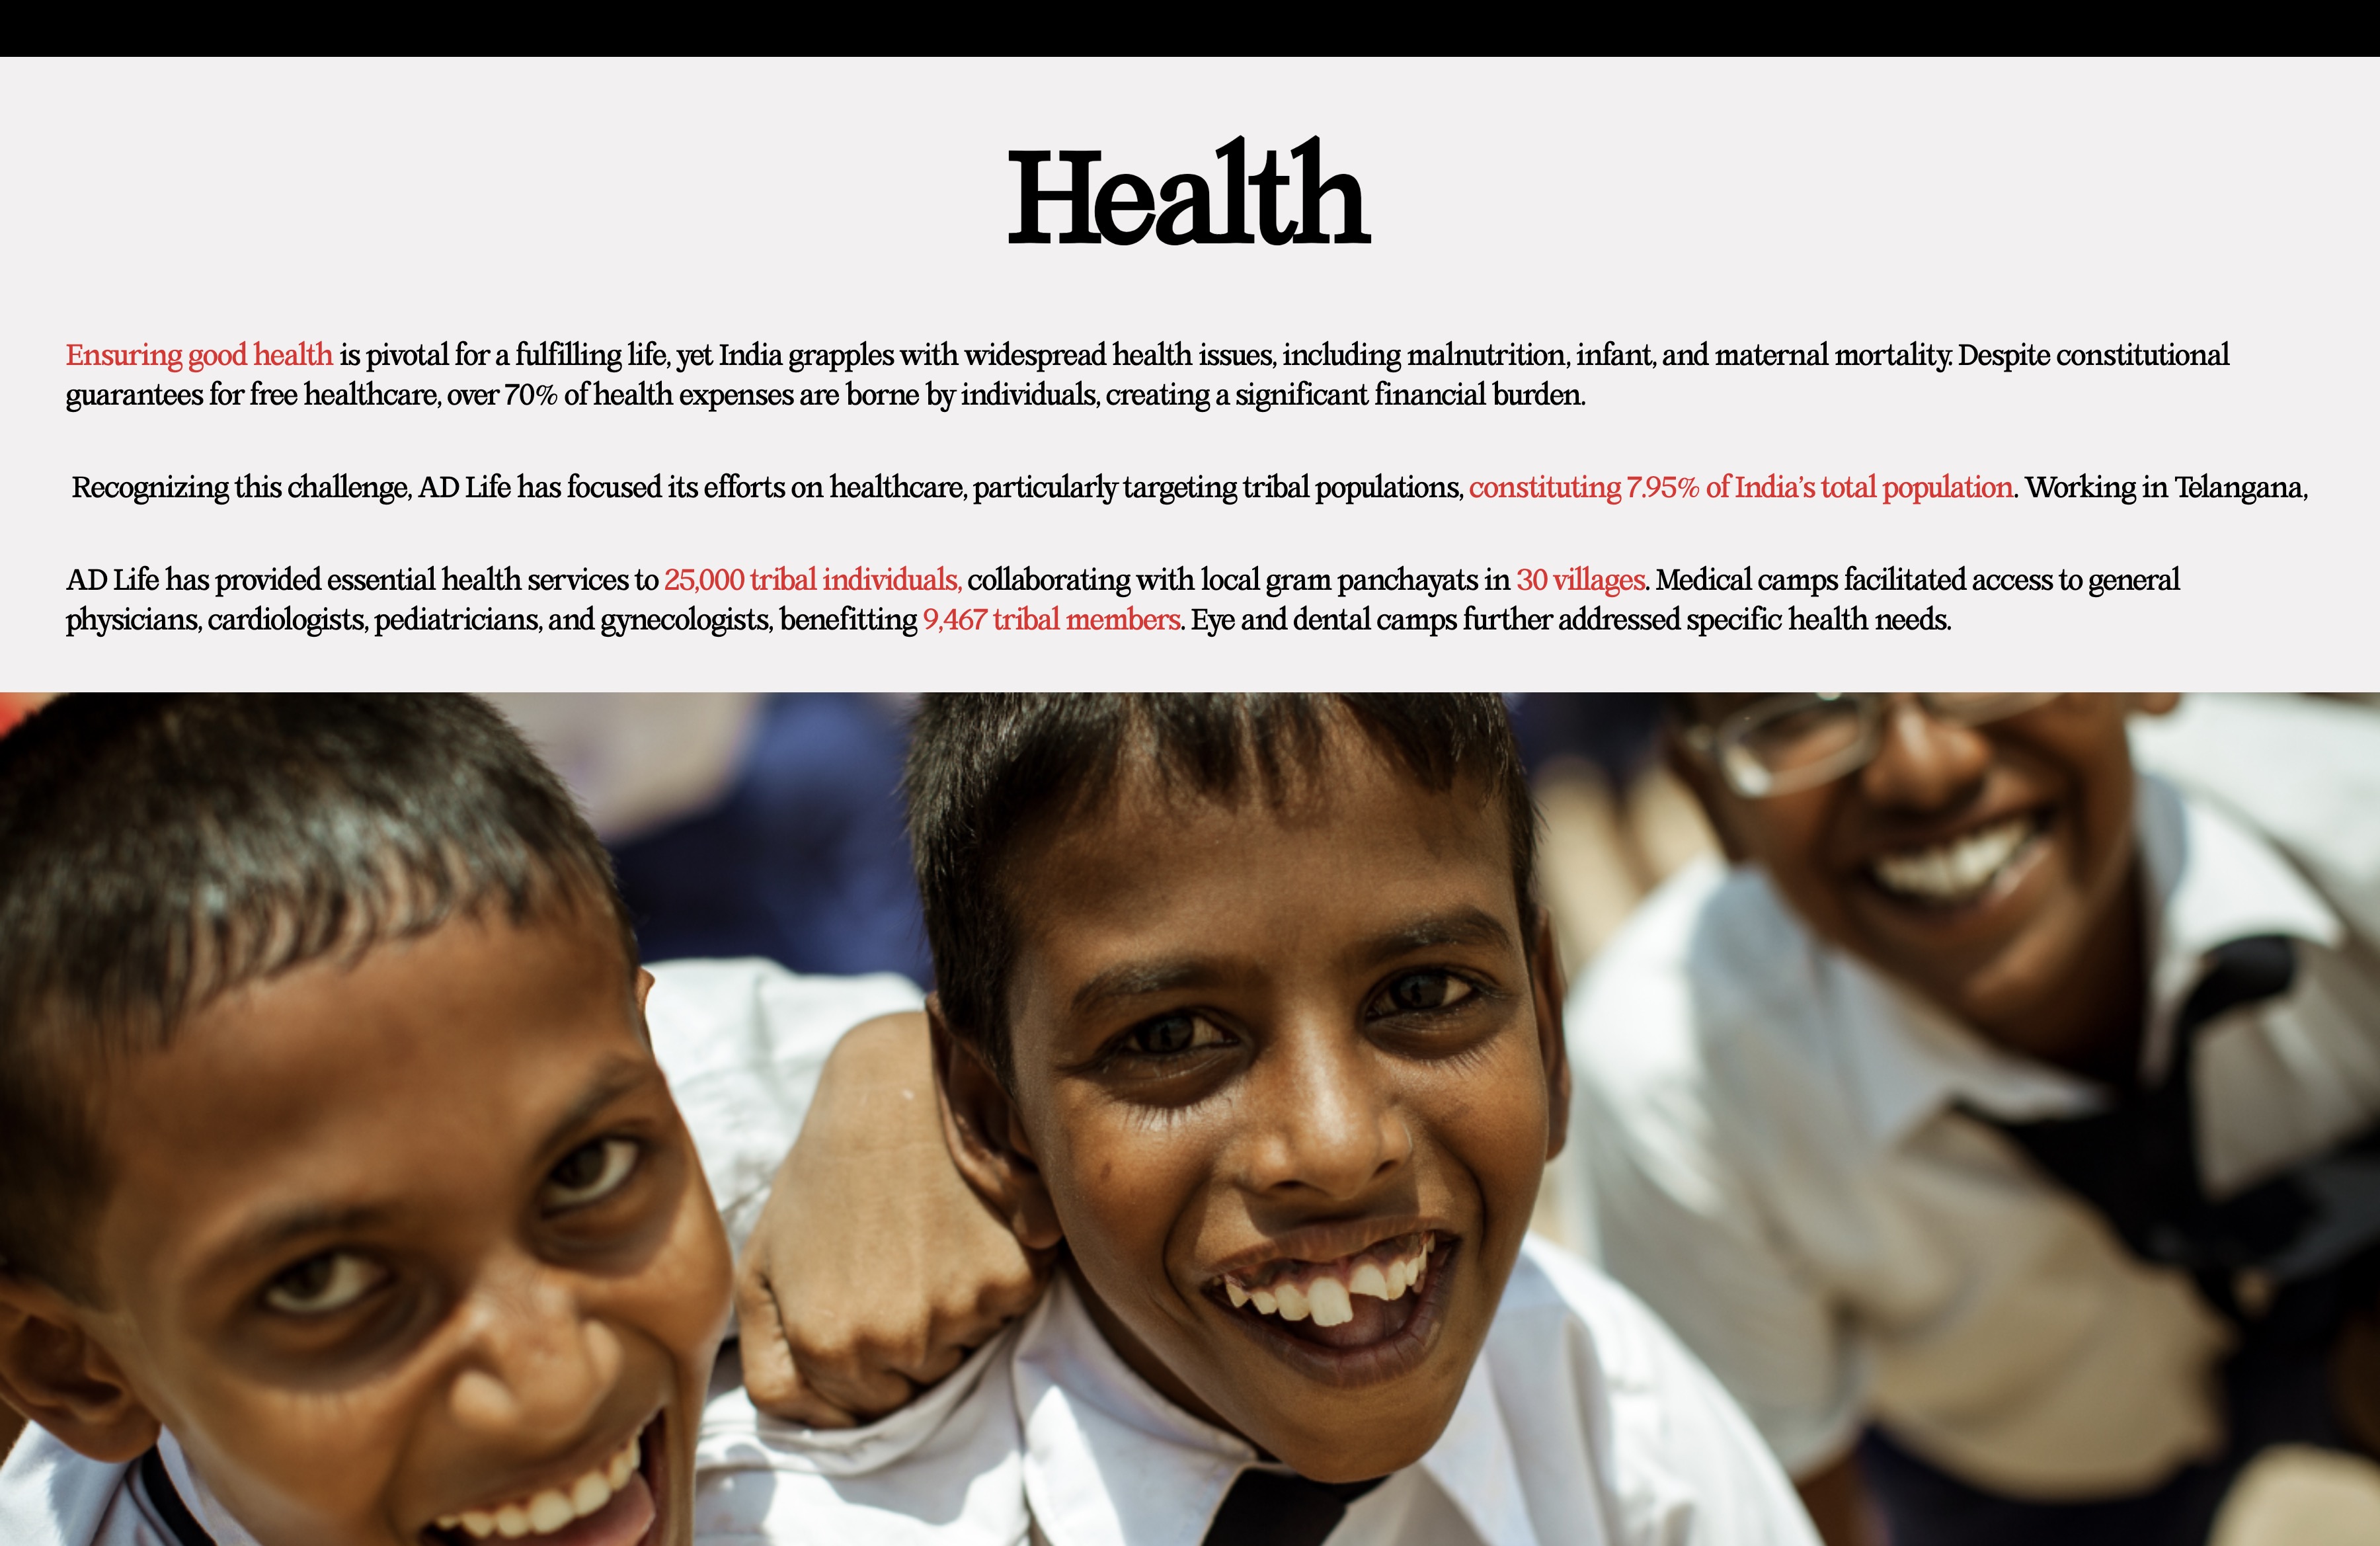 Health
Ensuring good health is pivotal for a fulfilling life, yet India grapples with widespread health issues, including malnutrition, infant, and maternal mortality. Despite constitutional
guarantees for free healthcare, over 70% of health expenses are borne by individuals, creating a significant financial burden.
Recognizing this challenge, AD Life has focused its efforts on healthcare, particularly targeting tribal populations, constituting 7.95% of India’s total population. Working in Telangana,
AD Life has provided essential health services to 25,000 tribal individuals, collaborating with local gram panchayats in 30 villages. Medical camps facilitated access to general
physicians, cardiologists, pediatricians, and gynecologists, benefitting 9,467 tribal members. Eye and dental camps further addressed specific health needs.